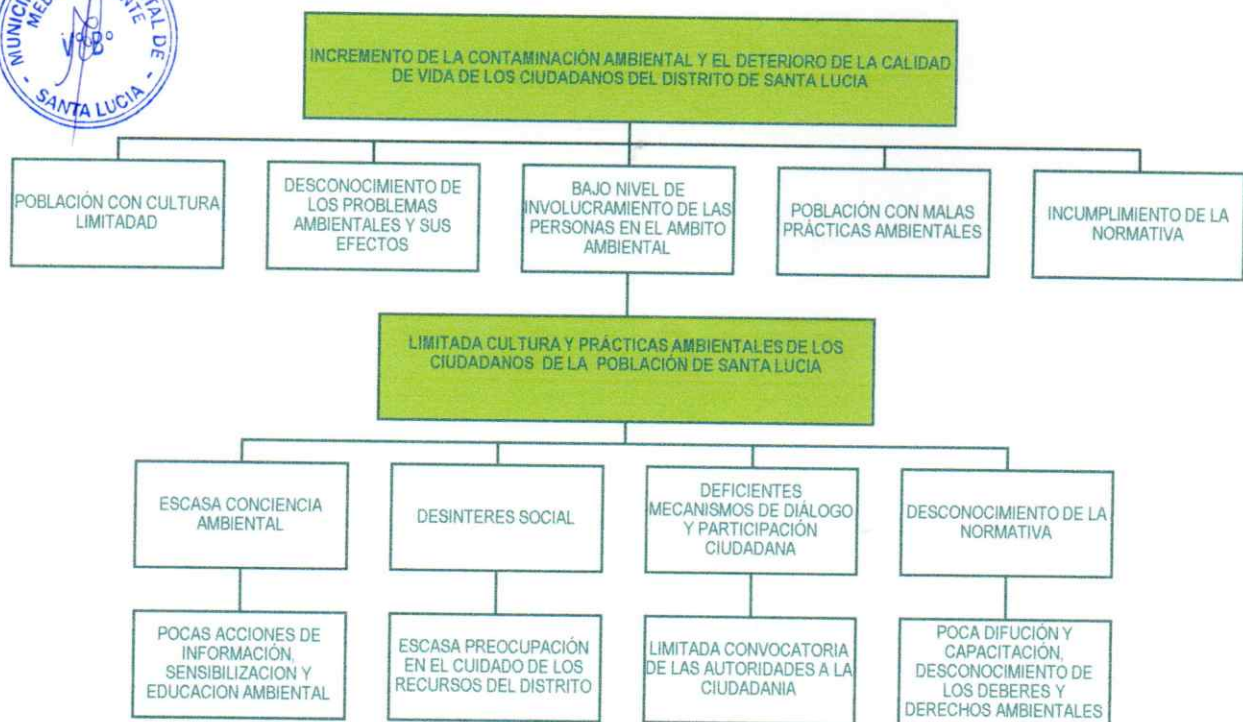 MUNICI
TAL DE
MED
NTE
V°B°
SANTA LUCIA
INCREMENTO DE LA CONTAMINACIÓN AMBIENTAL Y EL DETERIORO DE LA CALIDAD
DE VIDA DE LOS CIUDADANOS DEL DISTRITO DE SANTA LUCIA
POBLACIÓN CON CULTURA
LIMITADAD
DESCONOCIMIENTO DE
LOS PROBLEMAS
AMBIENTALES Y SUS
EFECTOS
BAJO NIVEL DE
INVOLUCRAMIENTO DE LAS
PERSONAS EN EL AMBITO
AMBIENTAL
POBLACIÓN CON MALAS
PRÁCTICAS AMBIENTALES
INCUMPLIMIENTO DE LA
NORMATIVA
LIMITADA CULTURA Y PRÁCTICAS AMBIENTALES DE LOS
CIUDADANOS DE LA POBLACIÓN DE SANTA LUCIA
ESCASA CONCIENCIA
AMBIENTAL
DESINTERES SOCIAL
DEFICIENTES
MECANISMOS DE DIÁLOGO
Y PARTICIPACIÓN
CIUDADANA
DESCONOCIMIENTO DE LA
NORMATIVA
POCAS ACCIONES DE
INFORMACIÓN,
SENSIBILIZACION Y
EDUCACION AMBIENTAL
ESCASA PREOCUPACIÓN
EN EL CUIDADO DE LOS
RECURSOS DEL DISTRITO
LIMITADA CONVOCATORIA
DE LAS AUTORIDADES A LA
CIUDADANIA
POCA DIFUCIÓN Y
CAPACITACIÓN,
DESCONOCIMIENTO DE
LOS DEBERES Y
DERECHOS AMBIENTALES